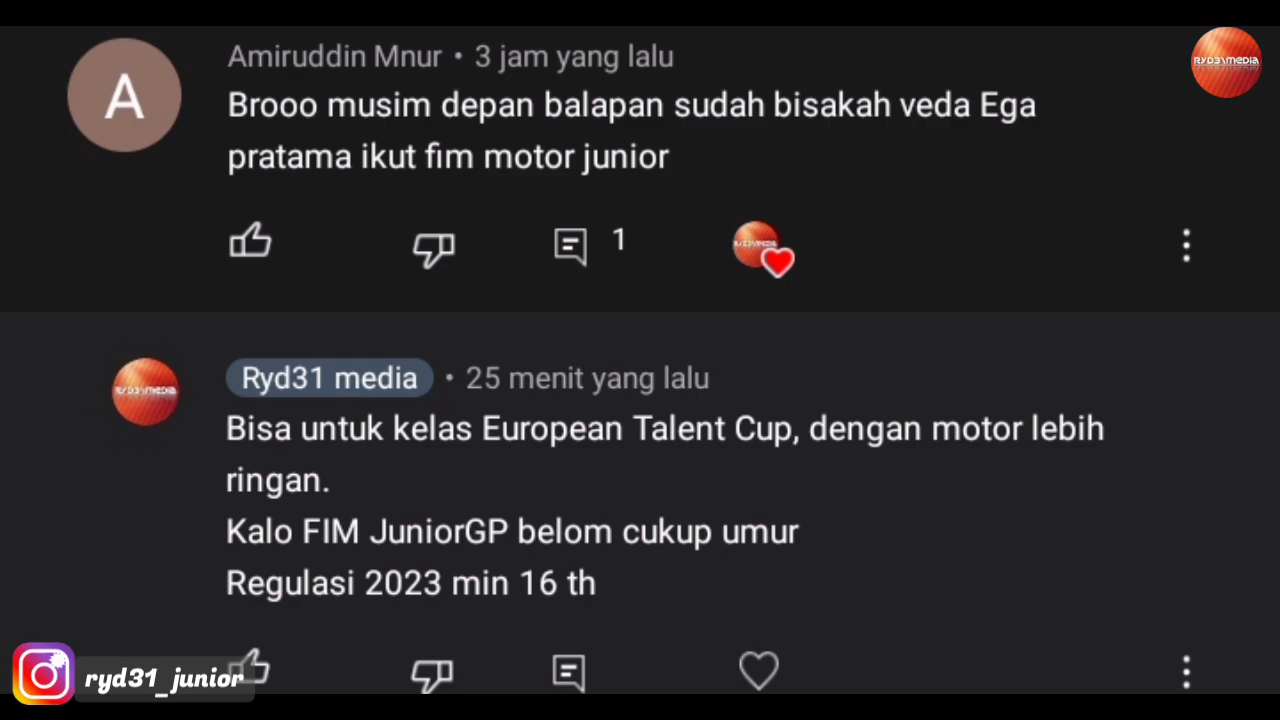 A
Amiruddin Mnur • 3 jam yang lalu
RYD31MEDIA
Brooo musim depan balapan sudah bisakah veda Ega
pratama ikut fim motor junior
1
Ryd31 media • 25 menit yang lalu
RYD31MEDIA
Bisa untuk kelas European Talent Cup, dengan motor lebih
ringan.
Kalo FIM JuniorGP belom cukup umur
Regulasi 2023 min 16 th
ryd31_junior